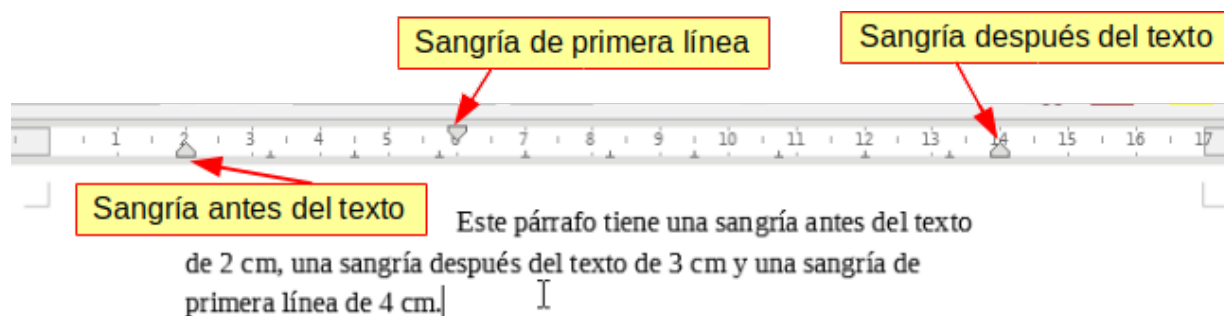 Sangría de primera línea
Sangría después del texto
1 2 3 4 5 6 7 8 9 10 11 12 13 14 15 16 17
Sangría antes del texto
Este párrafo tiene una sangría antes del texto
de 2 cm, una sangría después del texto de 3 cm y una sangría de
primera línea de 4 cm.